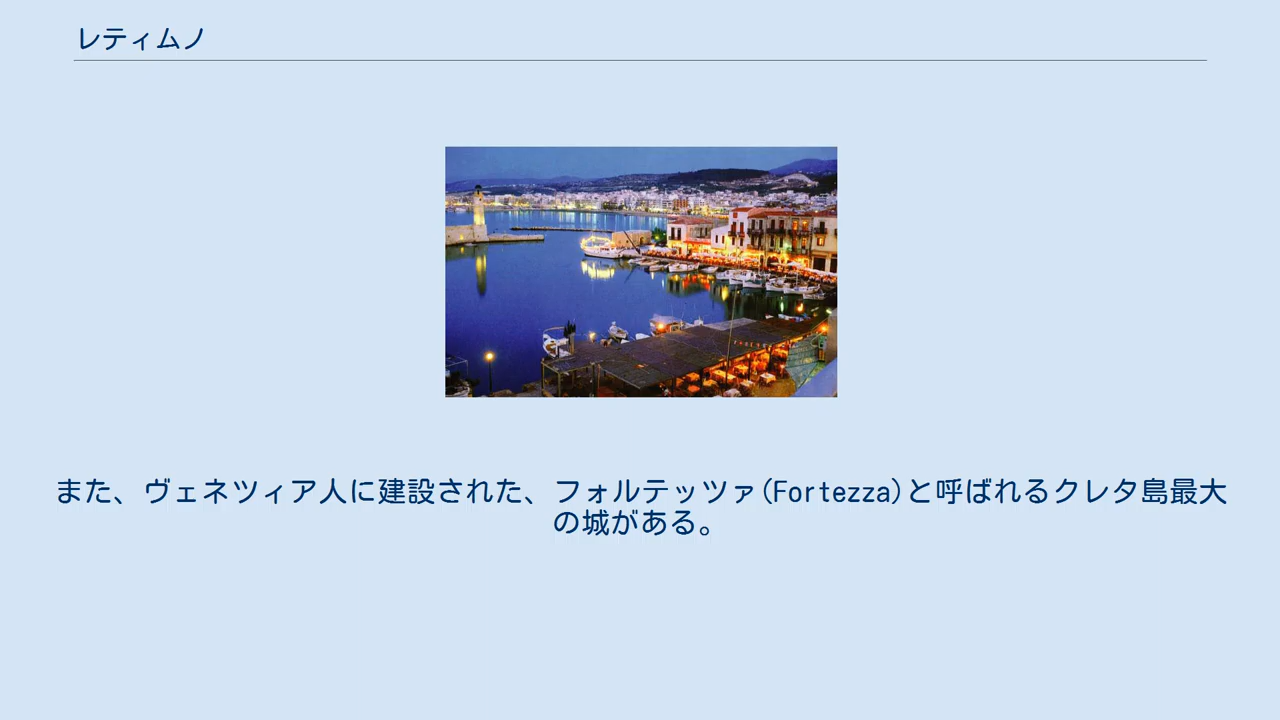 レティムノ
また、ヴェネツィア人に建設された、フォルテッツァ(Fortezza)と呼ばれるクレタ島最大
の城がある。